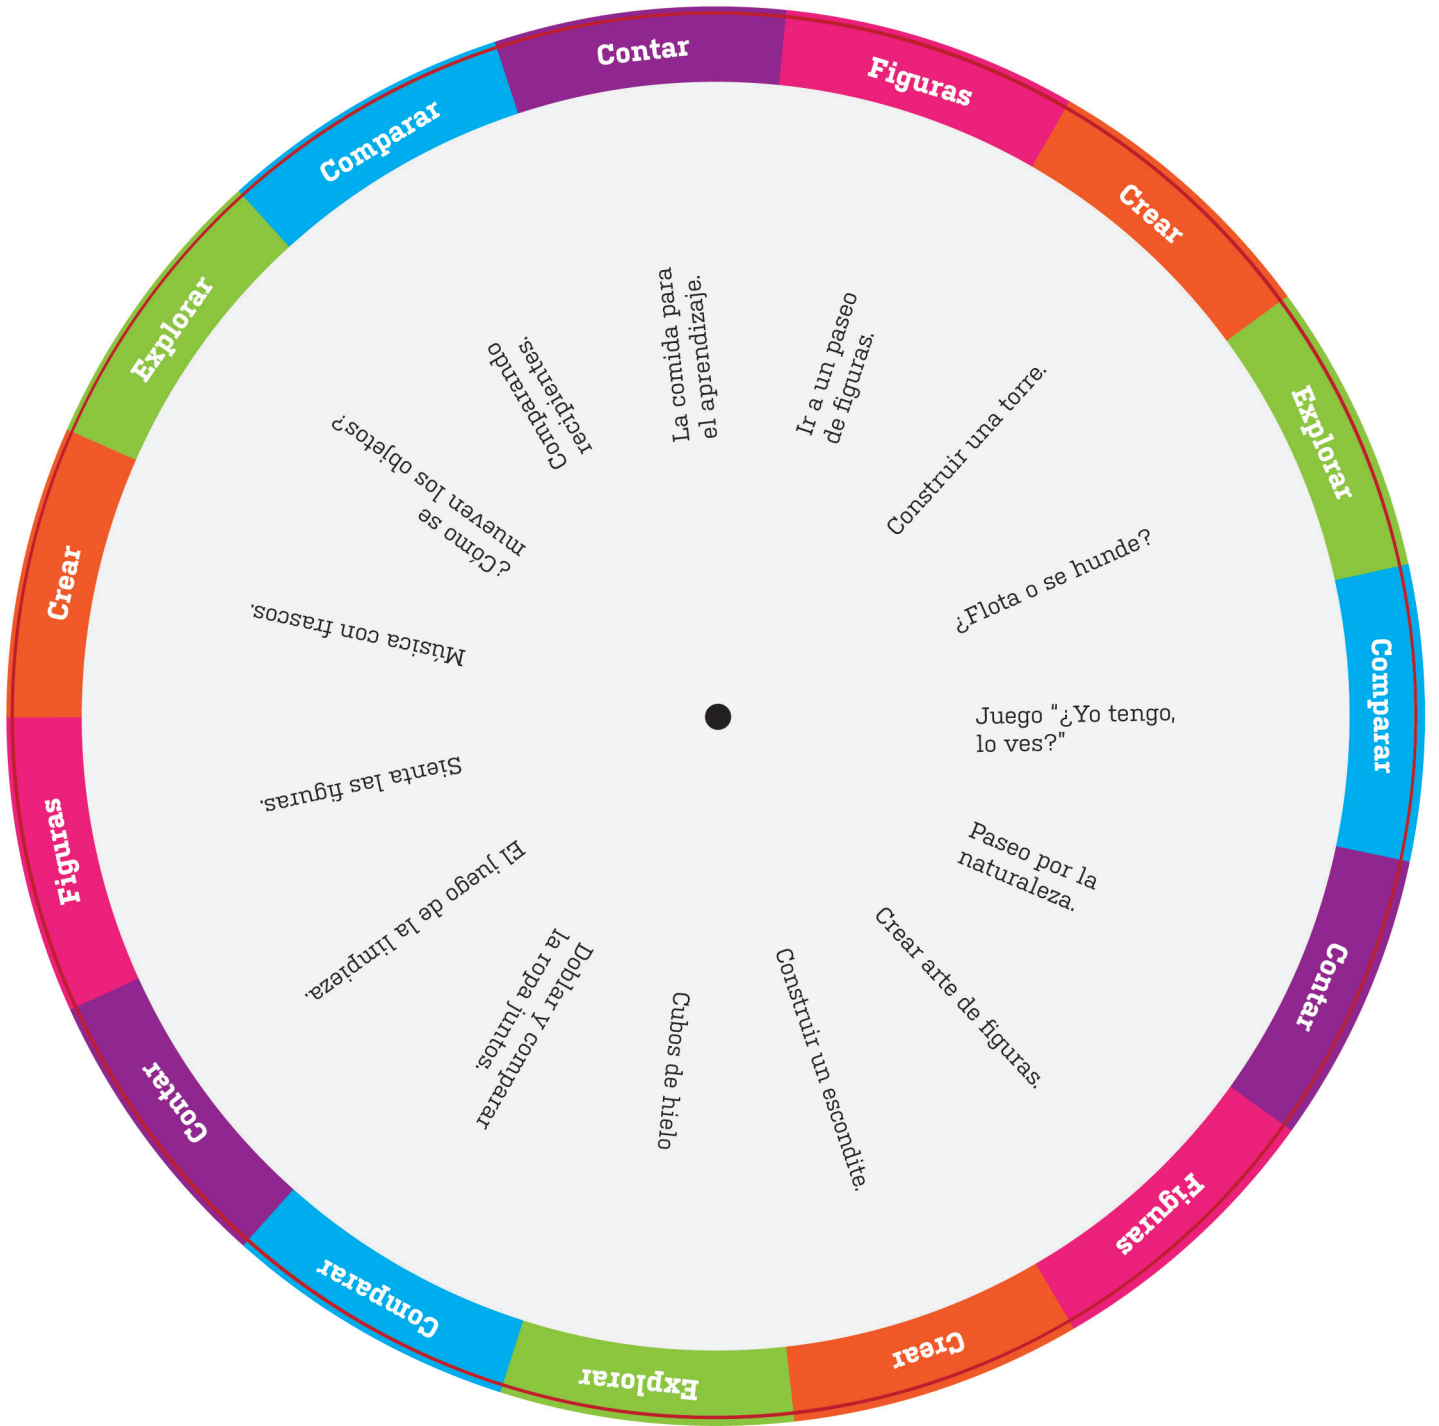 Contar
Figuras
Crear
Explorar
Comparar
Contar
Figuras
Crear
Explorar
Comparar
Contar
Figuras
Crear
Explorar
Comparar
La comida para
el aprendizaje.
Ir a un paseo
de figuras.
Construir una torre.
¿Flota o se hunde?
Juego "¿Yo tengo,
lo ves?"
Paseo por la
naturaleza.
Crear arte de figuras.
Construir un escondite.
Cubos de hielo
Doblar y comparar
la ropa juntos.
El juego de la limpieza.
Sienta las figuras.
Música con frascos.
¿Cómo se
mueven los objetos?
Comparando
recipientes.